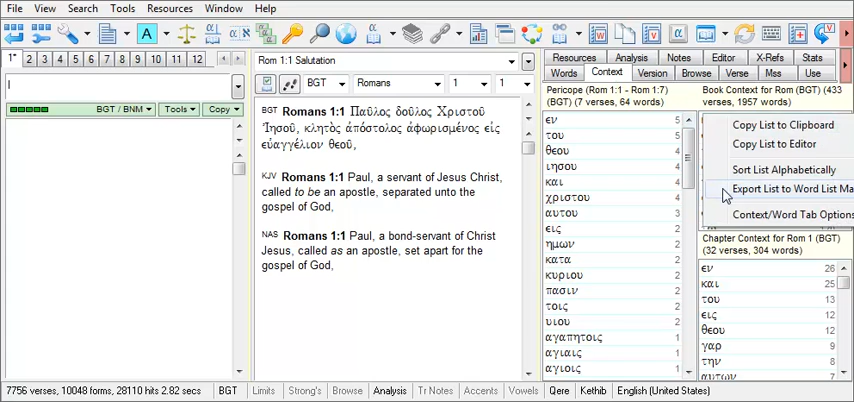 File View Search Tools Resources Window Help
1* 2 3 4 5 6 7 8 9 10 11 12
BGT / BNM Tools Copy
Rom 1:1 Salutation
BGT Romans 1 1
BGT Romans 1:1 Παῦλος δοῦλος Χριστοῦ
Ἰησοῦ, κλητὸς ἀπόστολος ἀφωρισμένος εἰς
εὐαγγέλιον θεοῦ,
KJV Romans 1:1 Paul, a servant of Jesus Christ,
called to be an apostle, separated unto the
gospel of God,
NAS Romans 1:1 Paul, a bond-servant of Christ
Jesus, called as an apostle, set apart for the
gospel of God,
Resources Analysis Notes Editor X-Refs Stats
Words Context Version Browse Verse Mss Use
Pericope (Rom 1:1 - Rom 1:7)
(BGT) (7 verses, 64 words)
εν 5
του 5
θεου 4
ιησου 4
και 4
χριστου 4
αυτου 3
εις 2
ημων 2
κατα 2
κυριου 2
πασιν 2
τοις 2
υιου 2
αγαπητοις 1
αγιαις 1
αγιοις 1
Book Context for Rom (BGT) (433
verses, 1957 words)
Copy List to Clipboard
Copy List to Editor
Sort List Alphabetically
Export List to Word List Ma
Context/Word Tab Options
Chapter Context for Rom 1 (BGT)
(32 verses, 304 words)
εν 26
και 25
του 13
εις 12
θεου 12
γαρ 9
την 8
αυτων 7
7756 verses, 10048 forms, 28110 hits 2.82 secs BGT Limits Strong's Browse Analysis Tr Notes Accents Vowels Qere Kethib English (United States)